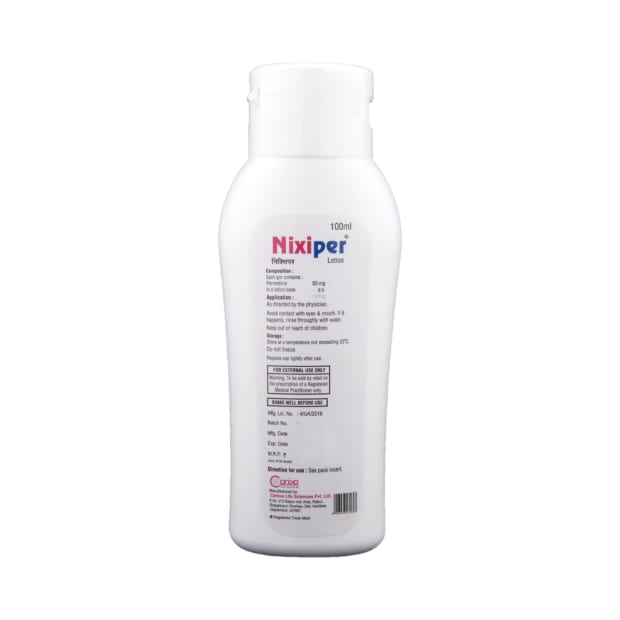 100ml
Nixiper®
निक्सिपर Lotion
Composition :
Each gm contains :
Permethrin 50 mg
in a lotion base q.s.
Application :
As directed by the physician.
Avoid contact with eyes & mouth. If it
happens, rinse throughly with water.
Keep out of reach of children.
Storage :
Store at a temperature not exceeding 25°C.
Do not freeze.
Replace cap tightly after use.
FOR EXTERNAL USE ONLY
Warning: To be sold by retail on
the prescription of a Registered
Medical Practitioner only.
SHAKE WELL BEFORE USE
Mfg. Lic. No. : 4/UA/2016
Batch No.
Mfg. Date
Exp. Date
M.R.P. ₹
Direction for use : See pack insert.
Canixa
Manufactured by:
Canixa Life Sciences Pvt. Ltd.
® Registered Trade Mark